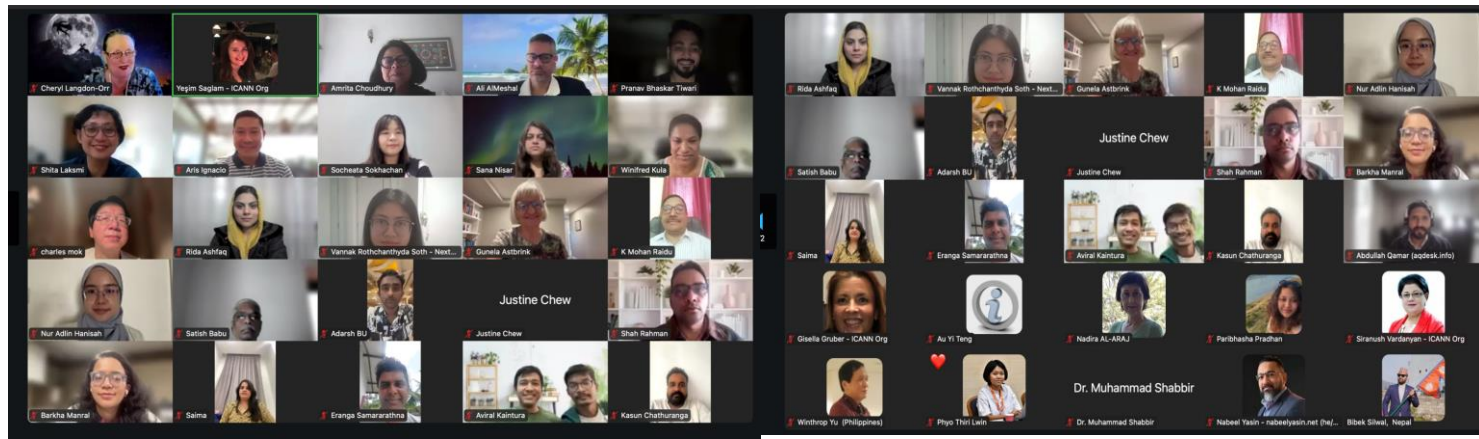 Cheryl Langdon-Orr
Yeşim Saglam - ICANN Org
Amrita Choudhury
Ali AlMeshal
Pranav Bhaskar Tiwari
Shita Laksmi
Aris Ignacio
Socheata Sokhachan
Sana Nisar
Winifred Kula
charles mok
Rida Ashfaq
Vannak Rothchanthyda Soth - Next...
Gunela Astbrink
K Mohan Raidu
Nur Adlin Hanisah
Satish Babu
Adarsh BU
Justine Chew
Justine Chew
Shah Rahman
Barkha Manral
Saima
Eranga Samararathna
Aviral Kaintura
Kasun Chathuranga
2
Rida Ashfaq
Vannak Rothchanthyda Soth - Next...
Gunela Astbrink
K Mohan Raidu
Nur Adlin Hanisah
Satish Babu
Adarsh BU
Justine Chew
Justine Chew
Shah Rahman
Barkha Manral
Saima
Eranga Samararathna
Aviral Kaintura
Kasun Chathuranga
Abdullah Qamar (aqdesk.info)
Gisella Gruber - ICANN Org
Au Yi Teng
Nadira AL-ARAJ
Paribhasha Pradhan
Siranush Vardanyan - ICANN Org
Winthrop Yu (Philippines)
Phyo Thiri Lwin
Dr. Muhammad Shabbir
Dr. Muhammad Shabbir
Nabeel Yasin - nabeelyasin.net (he/...
Bibek Silwal, Nepal